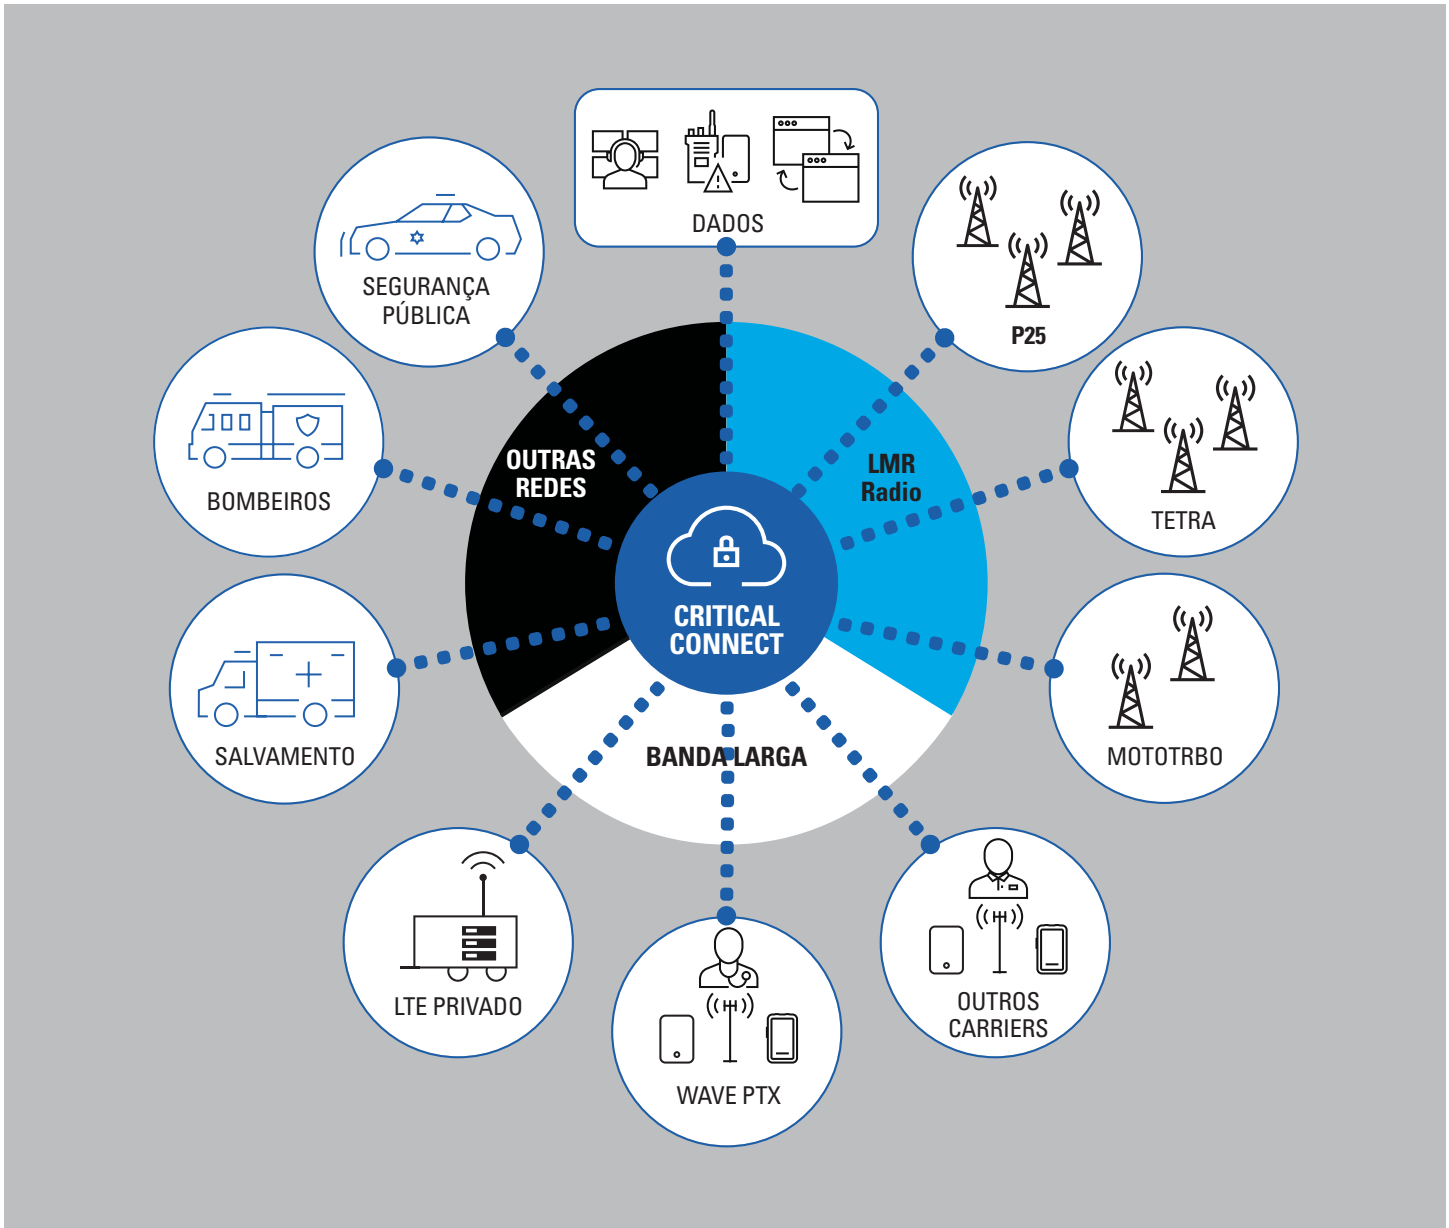 DADOS
SEGURANÇA
PÚBLICA
P25
BOMBEIROS
TETRA
OUTRAS
REDES
LMR
Radio
CRITICAL
CONNECT
SALVAMENTO
MOTOTRBO
BANDA LARGA
LTE PRIVADO
WAVE PTX
OUTROS
CARRIERS